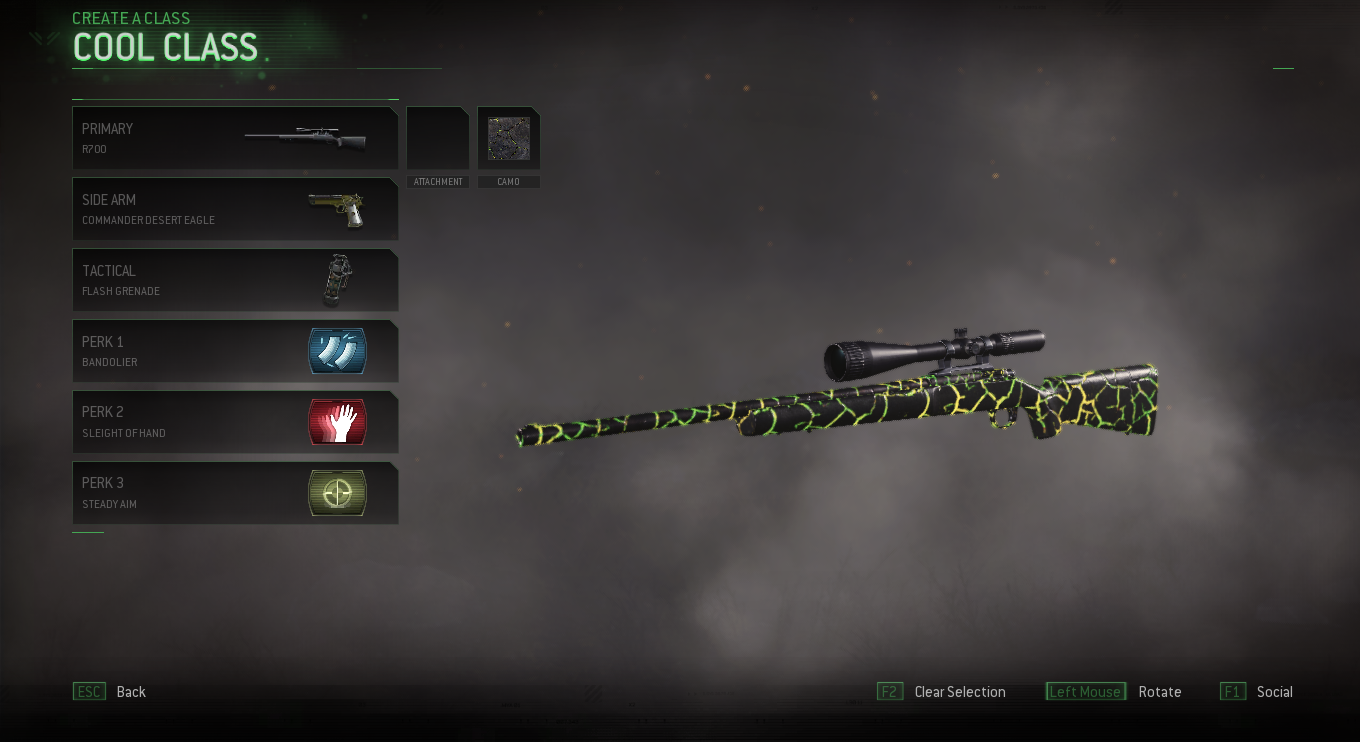 CREATE A CLASS
COOL CLASS
PRIMARY
R700
ATTACHMENT
CAMO
SIDE ARM
COMMANDER DESERT EAGLE
TACTICAL
FLASH GRENADE
PERK 1
BANDOLIER
PERK 2
SLEIGHT OF HAND
PERK 3
STEADY AIM
ESC Back
F2 Clear Selection
Left Mouse Rotate
F1 Social